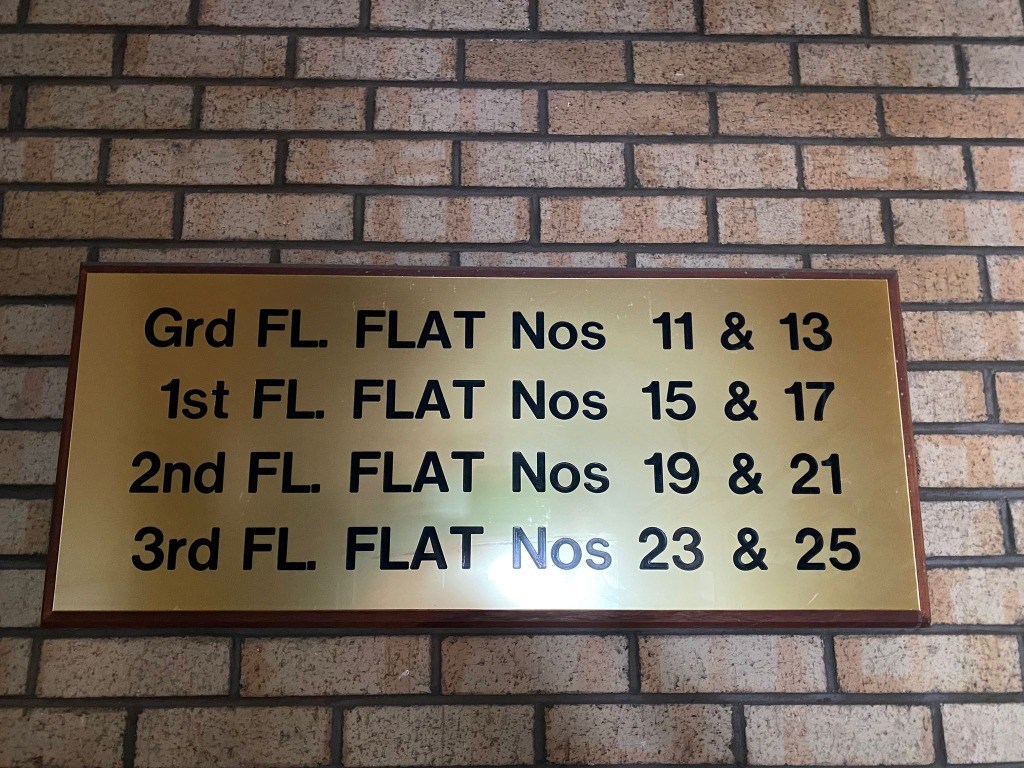 Grd FL. FLAT Nos 11 & 13
1st FL. FLAT Nos 15 & 17
2nd FL. FLAT Nos 19 & 21
3rd FL. FLAT Nos 23 & 25